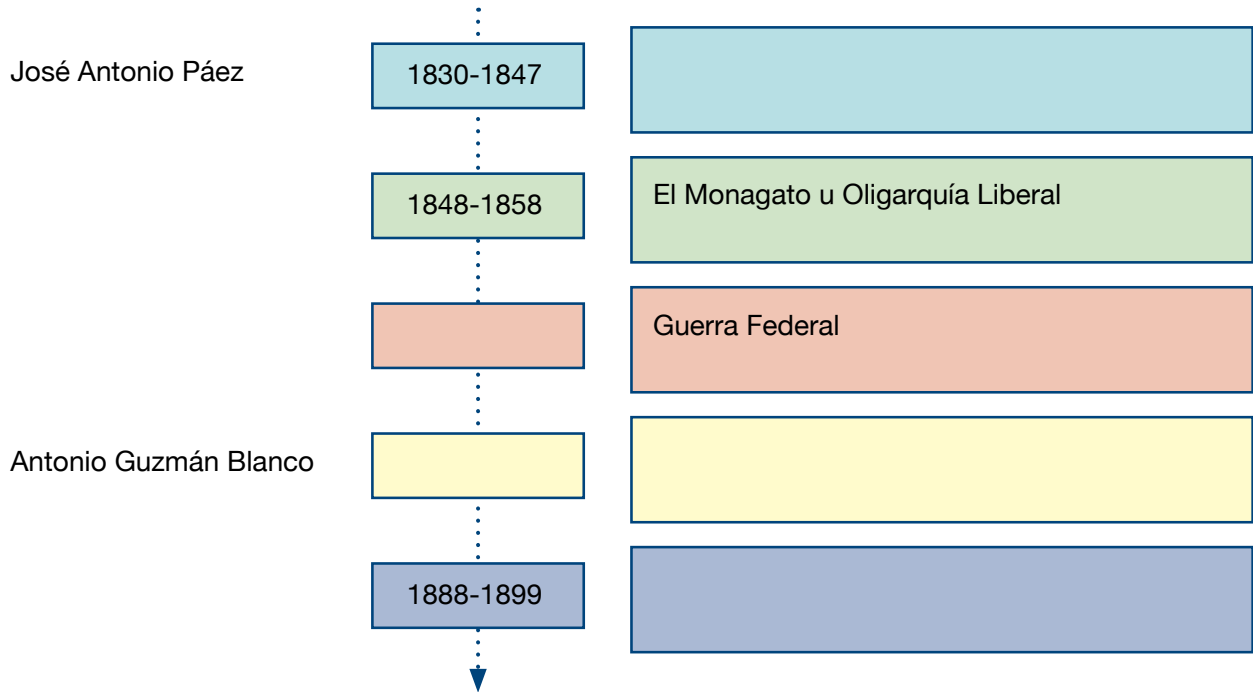 José Antonio Páez
1830-1847
1848-1858
El Monagato u Oligarquía Liberal
Guerra Federal
Antonio Guzmán Blanco
1888-1899